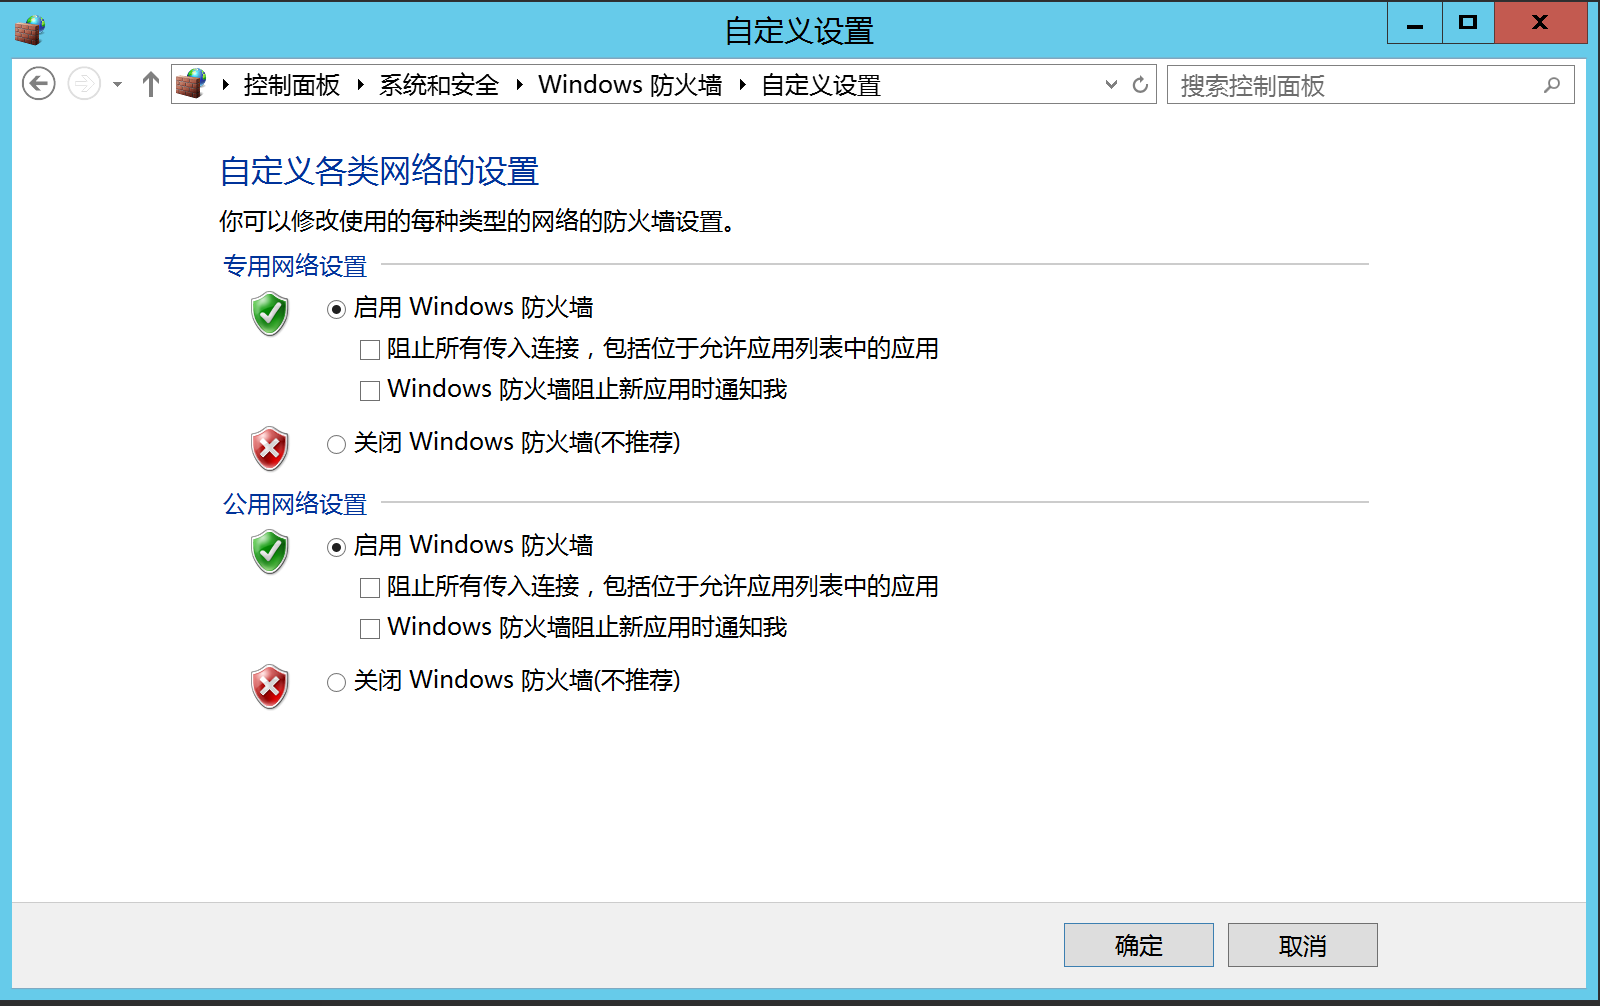 自定义设置
控制面板 系统和安全 Windows 防火墙 自定义设置 搜索控制面板
自定义各类网络的设置
你可以修改使用的每种类型的网络的防火墙设置。
专用网络设置
启用 Windows 防火墙
阻止所有传入连接，包括位于允许应用列表中的应用
Windows 防火墙阻止新应用时通知我
关闭 Windows 防火墙(不推荐)
公用网络设置
启用 Windows 防火墙
阻止所有传入连接，包括位于允许应用列表中的应用
Windows 防火墙阻止新应用时通知我
关闭 Windows 防火墙(不推荐)
确定 取消